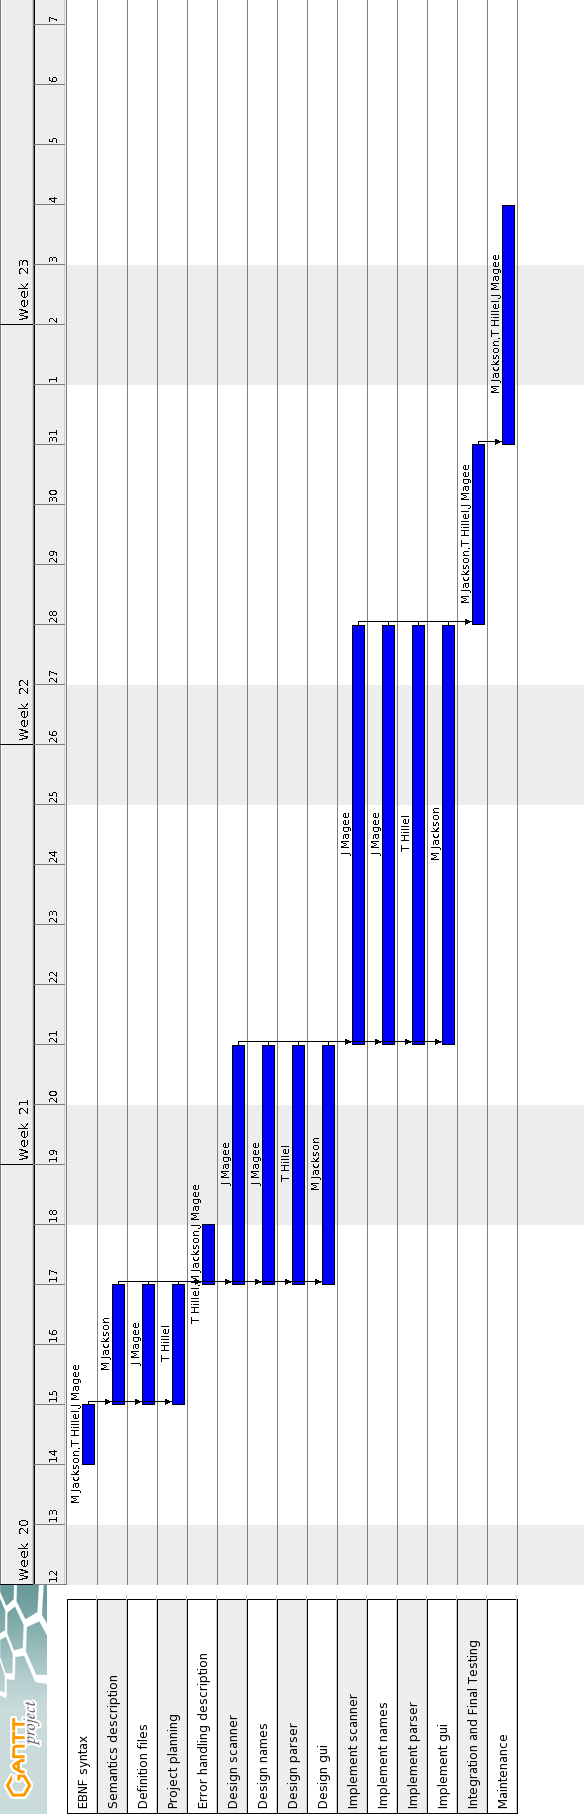 GANTT
project
Week 20
Week 21
Week 22
Week 23
12
13
14
15
16
17
18
19
20
21
22
23
24
25
26
27
28
29
30
31
1
2
3
4
5
6
7
EBNF syntax
M Jackson,T Hillel,J Magee
Semantics description
M Jackson
Definition files
J Magee
Project planning
T Hillel
Error handling description
T Hillel,M Jackson,J Magee
Design scanner
J Magee
Design names
J Magee
Design parser
T Hillel
Design gui
M Jackson
Implement scanner
J Magee
Implement names
J Magee
Implement parser
T Hillel
Implement gui
M Jackson
Integration and Final Testing
M Jackson,T Hillel,J Magee
Maintenance
M Jackson,T Hillel,J Magee